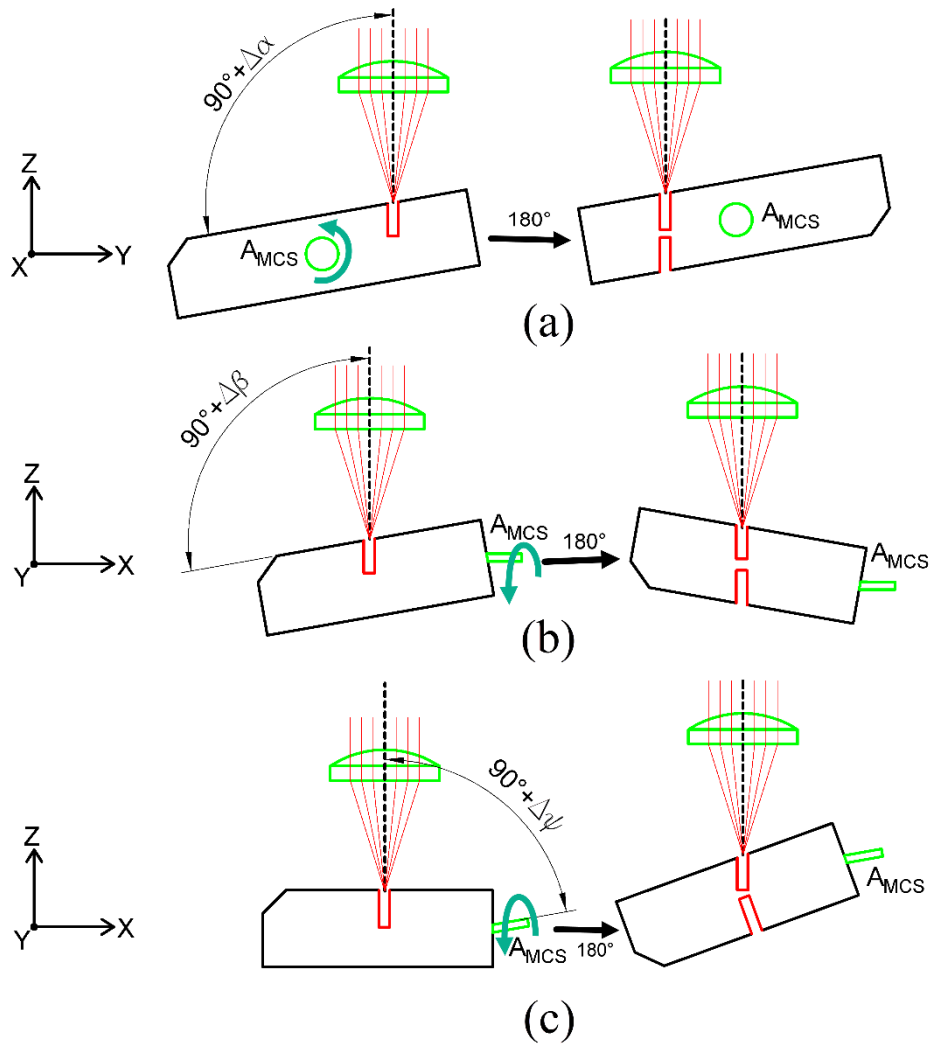 90°+Δα
Z
X
Y
A_MCS
180°
A_MCS
(a)
90°+Δβ
Z
Y
X
A_MCS
180°
A_MCS
(b)
90°+Δψ
Z
Y
X
A_MCS
180°
A_MCS
(c)